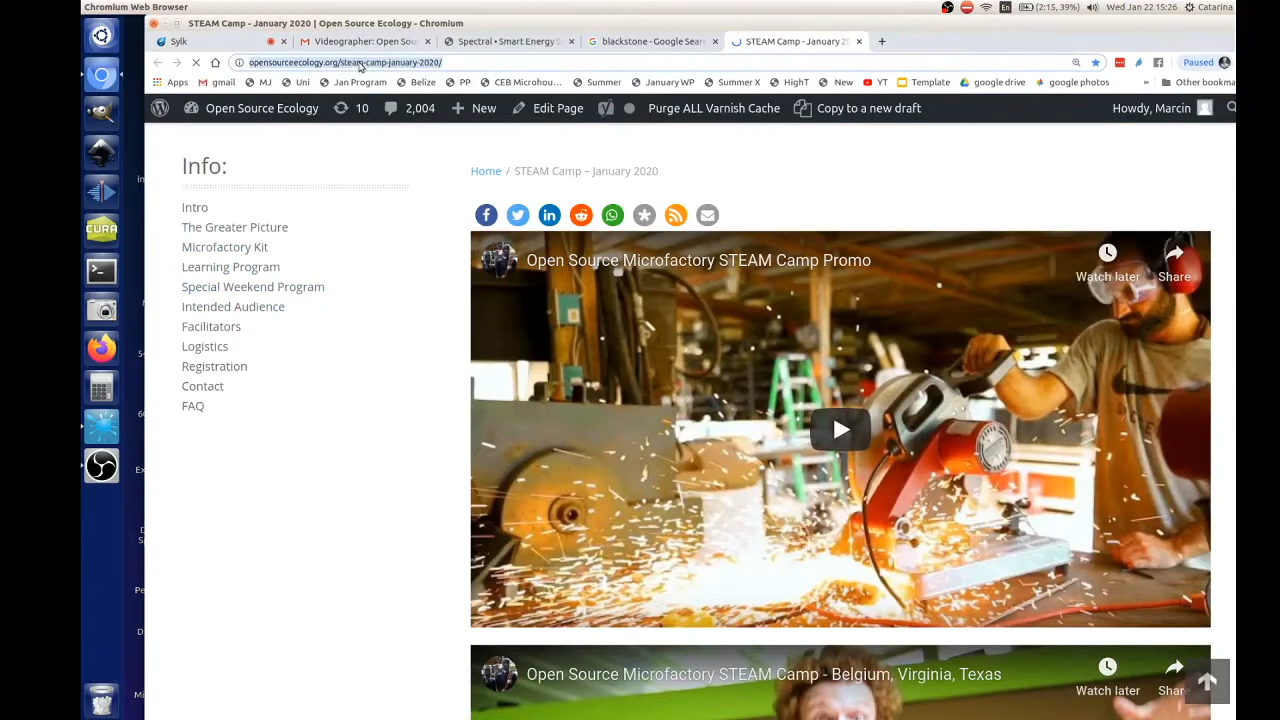 Chromium Web Browser
En
(2:15, 39%)
Wed Jan 22 15:26
Catarina
STEAM Camp - January 2020 | Open Source Ecology - Chromium
Sylk
Videographer: Open Sou
Spectral • Smart Energy S
blackstone - Google Sear
STEAM Camp - January 20
opensourceecology.org/steam-camp-january-2020/
Paused
Apps
gmail
MJ
Uni
Jan Program
Belize
PP
CEB Microhou...
Summer
January WP
Summer X
HighT
New
YT
Template
google drive
google photos
Other bookma
Open Source Ecology
10
2,004
New
Edit Page
Purge ALL Varnish Cache
Copy to a new draft
Howdy, Marcin
Info:
Intro
The Greater Picture
Microfactory Kit
Learning Program
Special Weekend Program
Intended Audience
Facilitators
Logistics
Registration
Contact
FAQ
Home / STEAM Camp – January 2020
Open Source Microfactory STEAM Camp Promo
Watch later
Share
Open Source Microfactory STEAM Camp - Belgium, Virginia, Texas
Watch later
Share
CURA